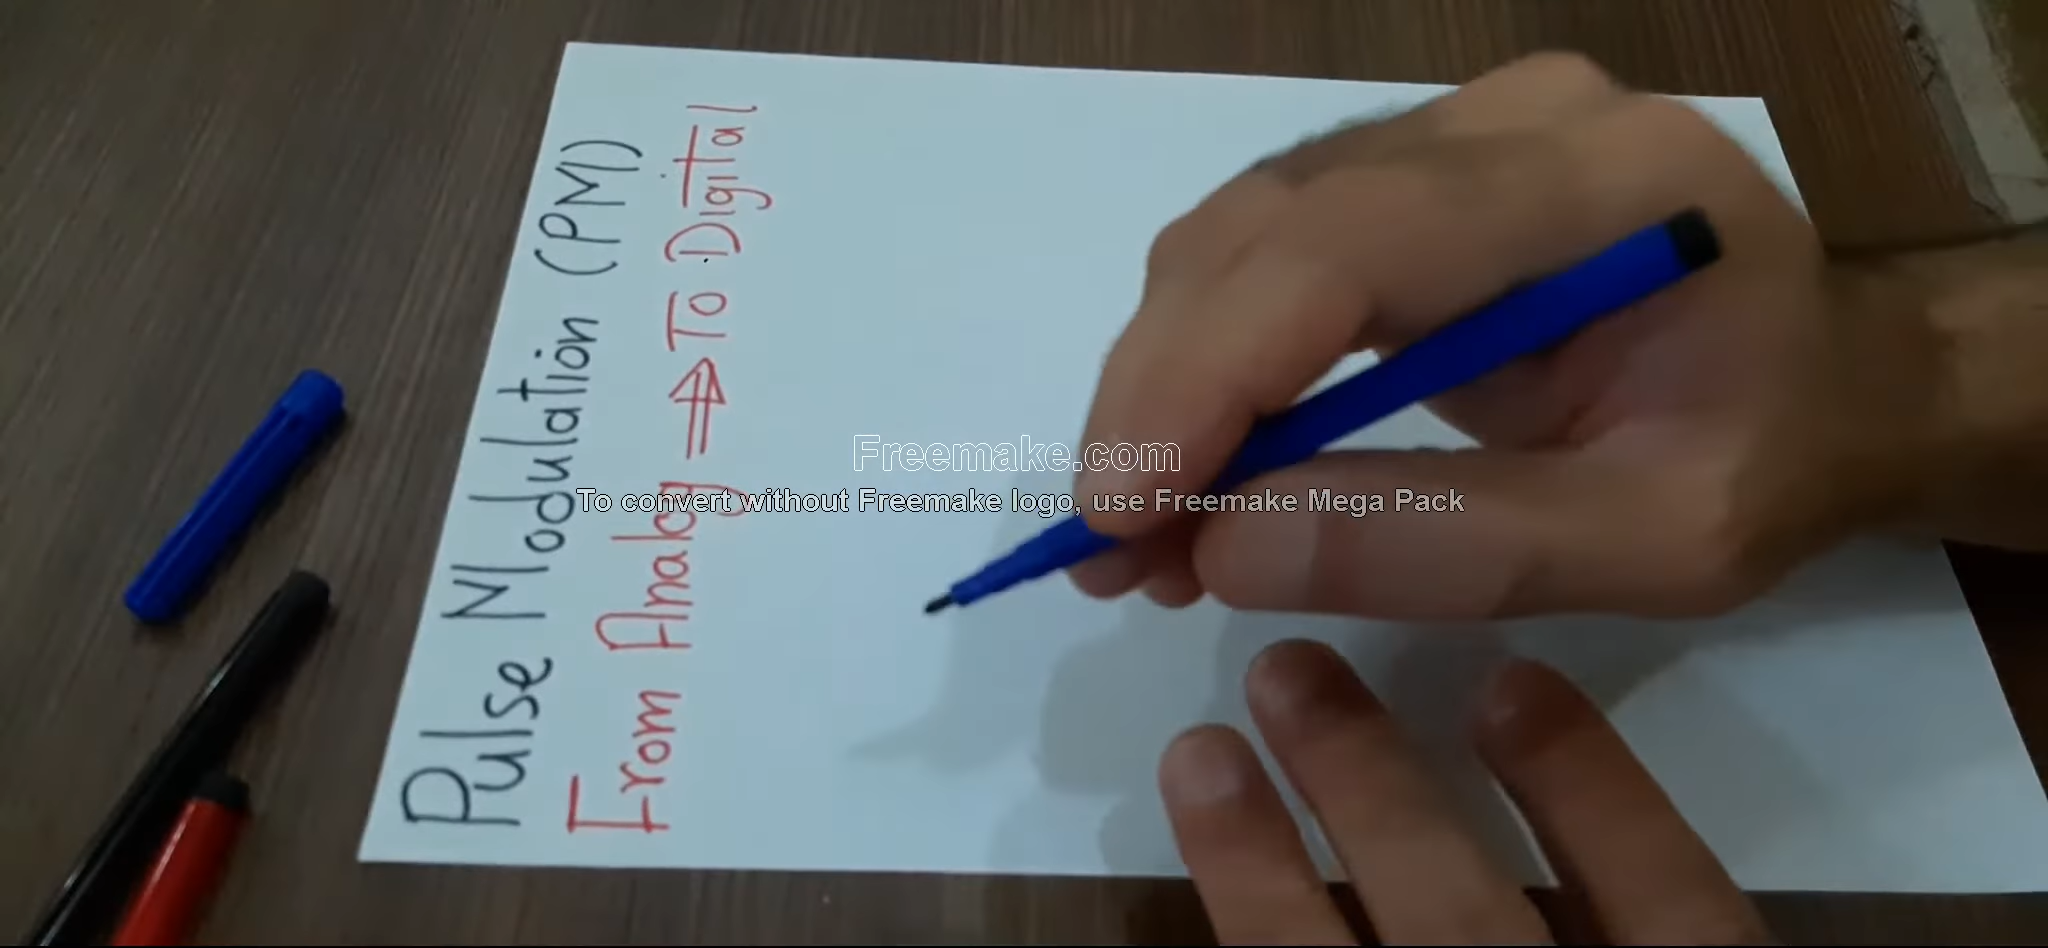 Pulse Modulation (PM)
From Analog ⇒ To Digital
Freemake.com
To convert without Freemake logo, use Freemake Mega Pack